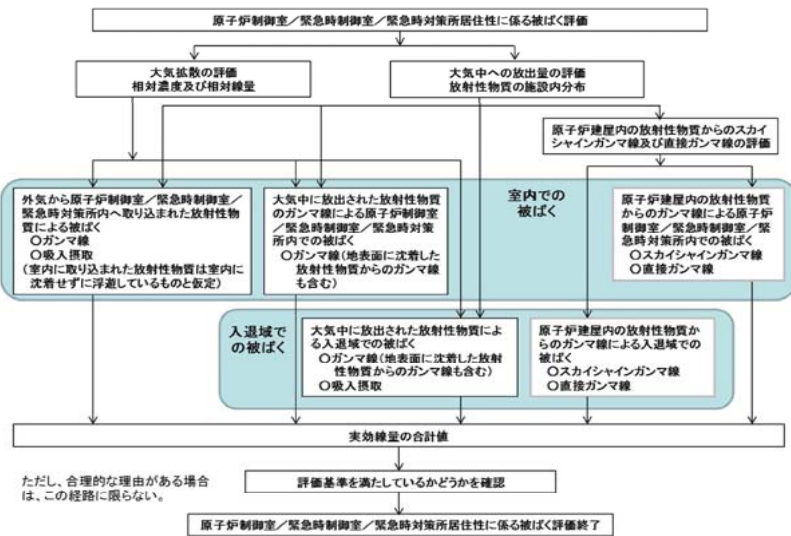 原子炉制御室/緊急時制御室/緊急時対策所居住性に係る被ばく評価
大気拡散の評価
相対濃度及び相対線量
大気中への放出量の評価
放射性物質の施設内分布
原子炉建屋内の放射性物質からのスカイ
シャインガンマ線及び直接ガンマ線の評価
室内での
被ばく
外気から原子炉制御室/緊急時制御室/
緊急時対策所内へ取り込まれた放射性物
質による被ばく
○ガンマ線
○吸入摂取
(室内に取り込まれた放射性物質は室内に
沈着せずに浮遊しているものと仮定)
大気中に放出された放射性物質
のガンマ線による原子炉制御室
/緊急時制御室/緊急時対策
所内での被ばく
○ガンマ線(地表面に沈着した
放射性物質からのガンマ線
も含む)
原子炉建屋内の放射性物質
からのガンマ線による原子炉
制御室/緊急時制御室/緊
急時対策所内での被ばく
○スカイシャインガンマ線
○直接ガンマ線
入退域で
の被ばく
大気中に放出された放射性物質によ
る入退域での被ばく
○ガンマ線(地表面に沈着した放射
性物質からのガンマ線も含む)
○吸入摂取
原子炉建屋内の放射性物質から
のガンマ線による入退域での
被ばく
○スカイシャインガンマ線
○直接ガンマ線
実効線量の合計値
ただし、合理的な理由がある場合
は、この経路に限らない。
評価基準を満たしているかどうかを確認
原子炉制御室/緊急時制御室/緊急時対策所居住性に係る被ばく評価終了